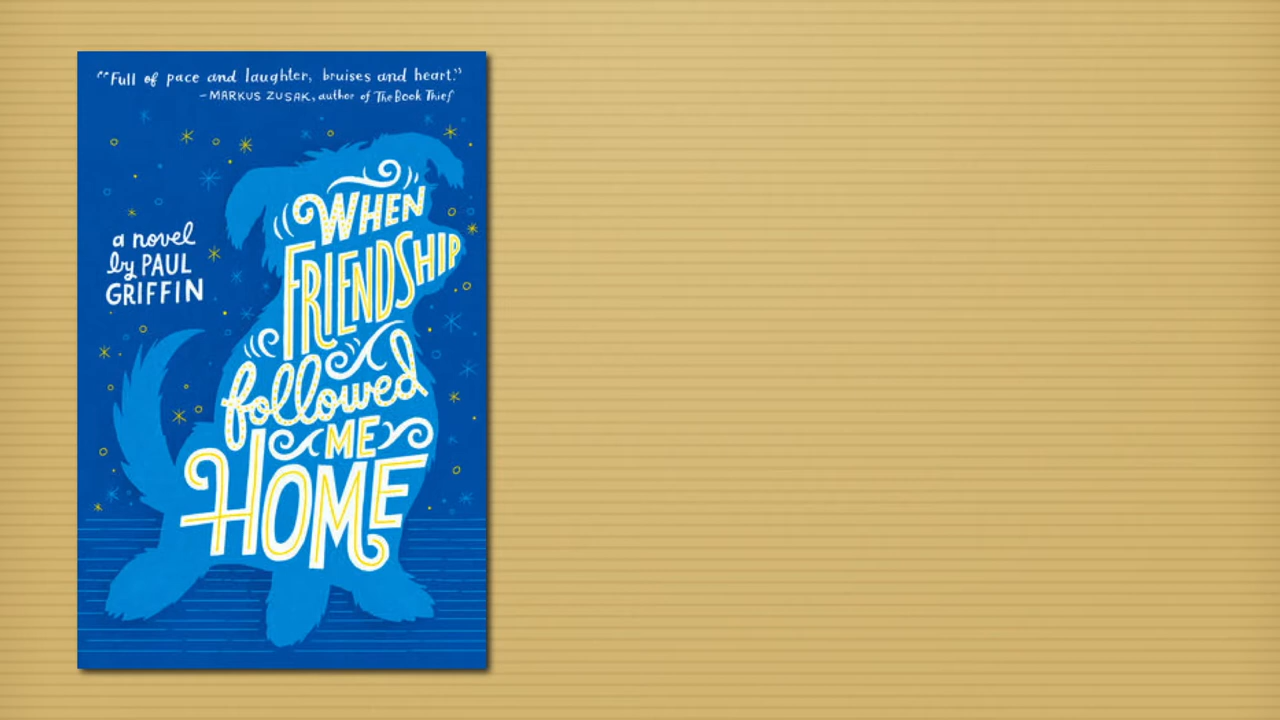 "Full of pace and laughter, bruises and heart."
—MARKUS ZUSAK, author of The Book Thief
a novel
by PAUL
GRIFFIN
WHEN
FRIENDSHIP
followed
ME
HOME